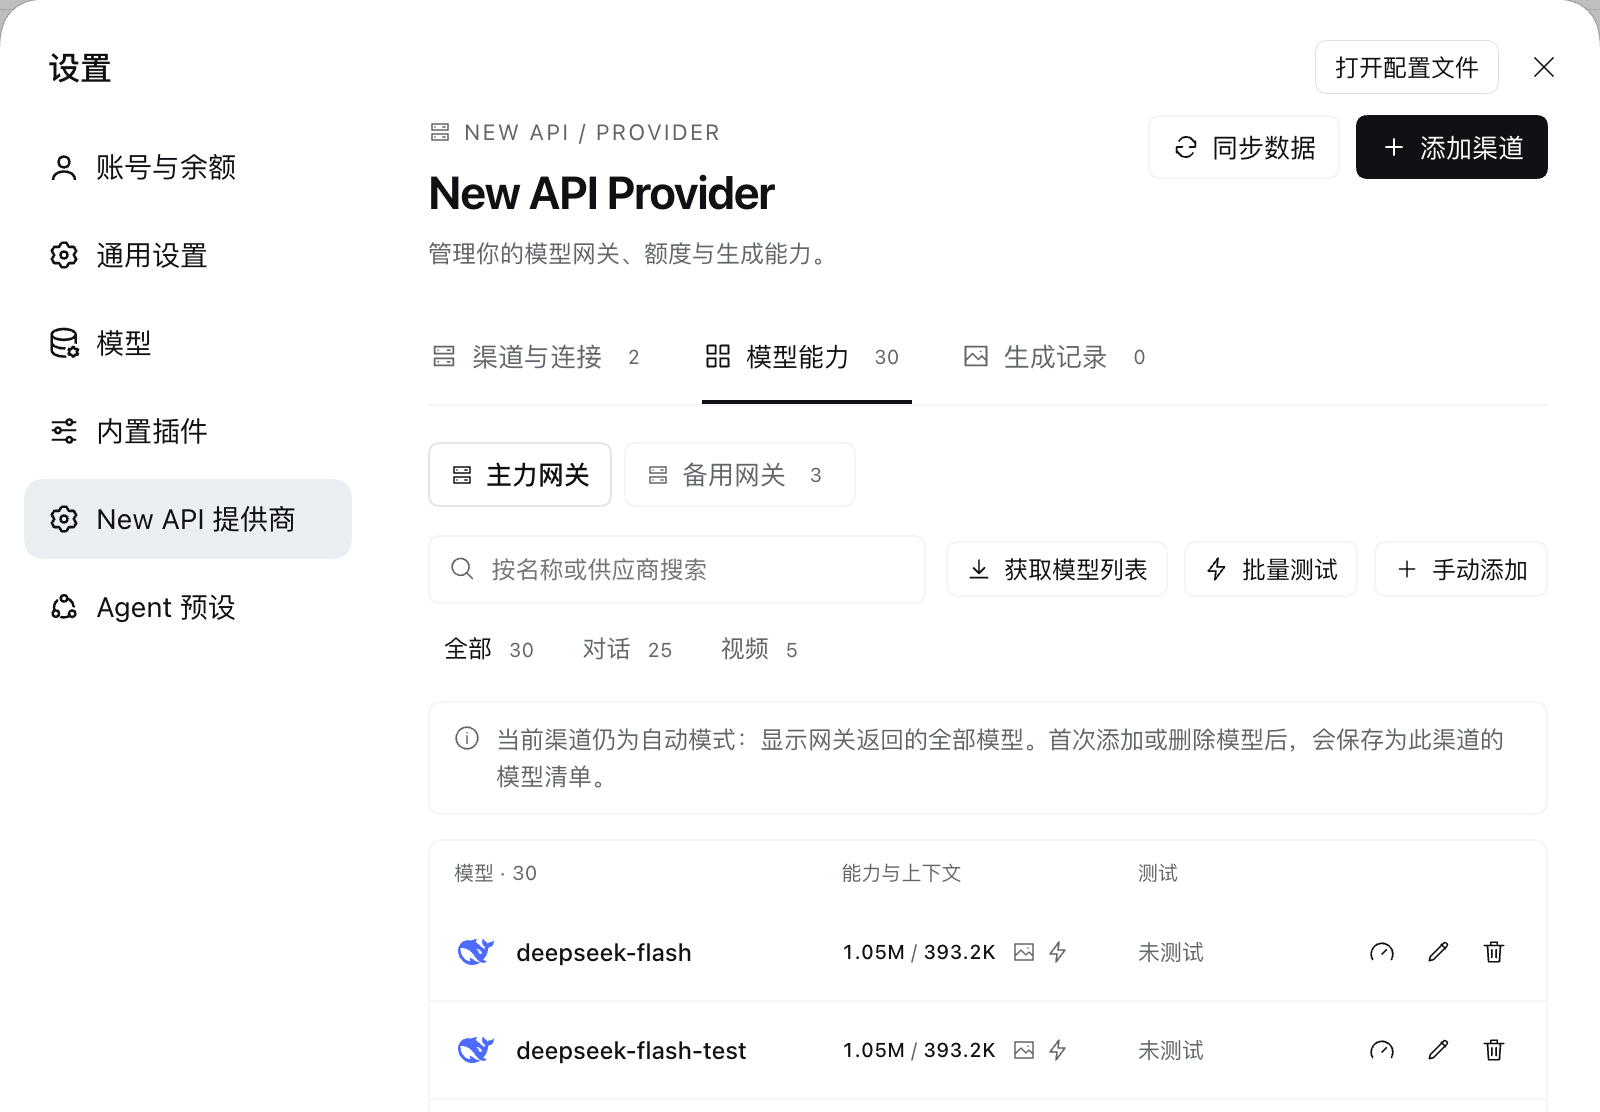 设置
打开配置文件
账号与余额
通用设置
模型
内置插件
New API 提供商
Agent 预设
NEW API / PROVIDER
同步数据
添加渠道
New API Provider
管理你的模型网关、额度与生成能力。
渠道与连接 2
模型能力 30
生成记录 0
主力网关
备用网关 3
按名称或供应商搜索
获取模型列表
批量测试
手动添加
全部 30
对话 25
视频 5
当前渠道仍为自动模式：显示网关返回的全部模型。首次添加或删除模型后，会保存为此渠道的
模型清单。
模型 · 30 能力与上下文 测试
deepseek-flash 1.05M / 393.2K 未测试
deepseek-flash-test 1.05M / 393.2K 未测试